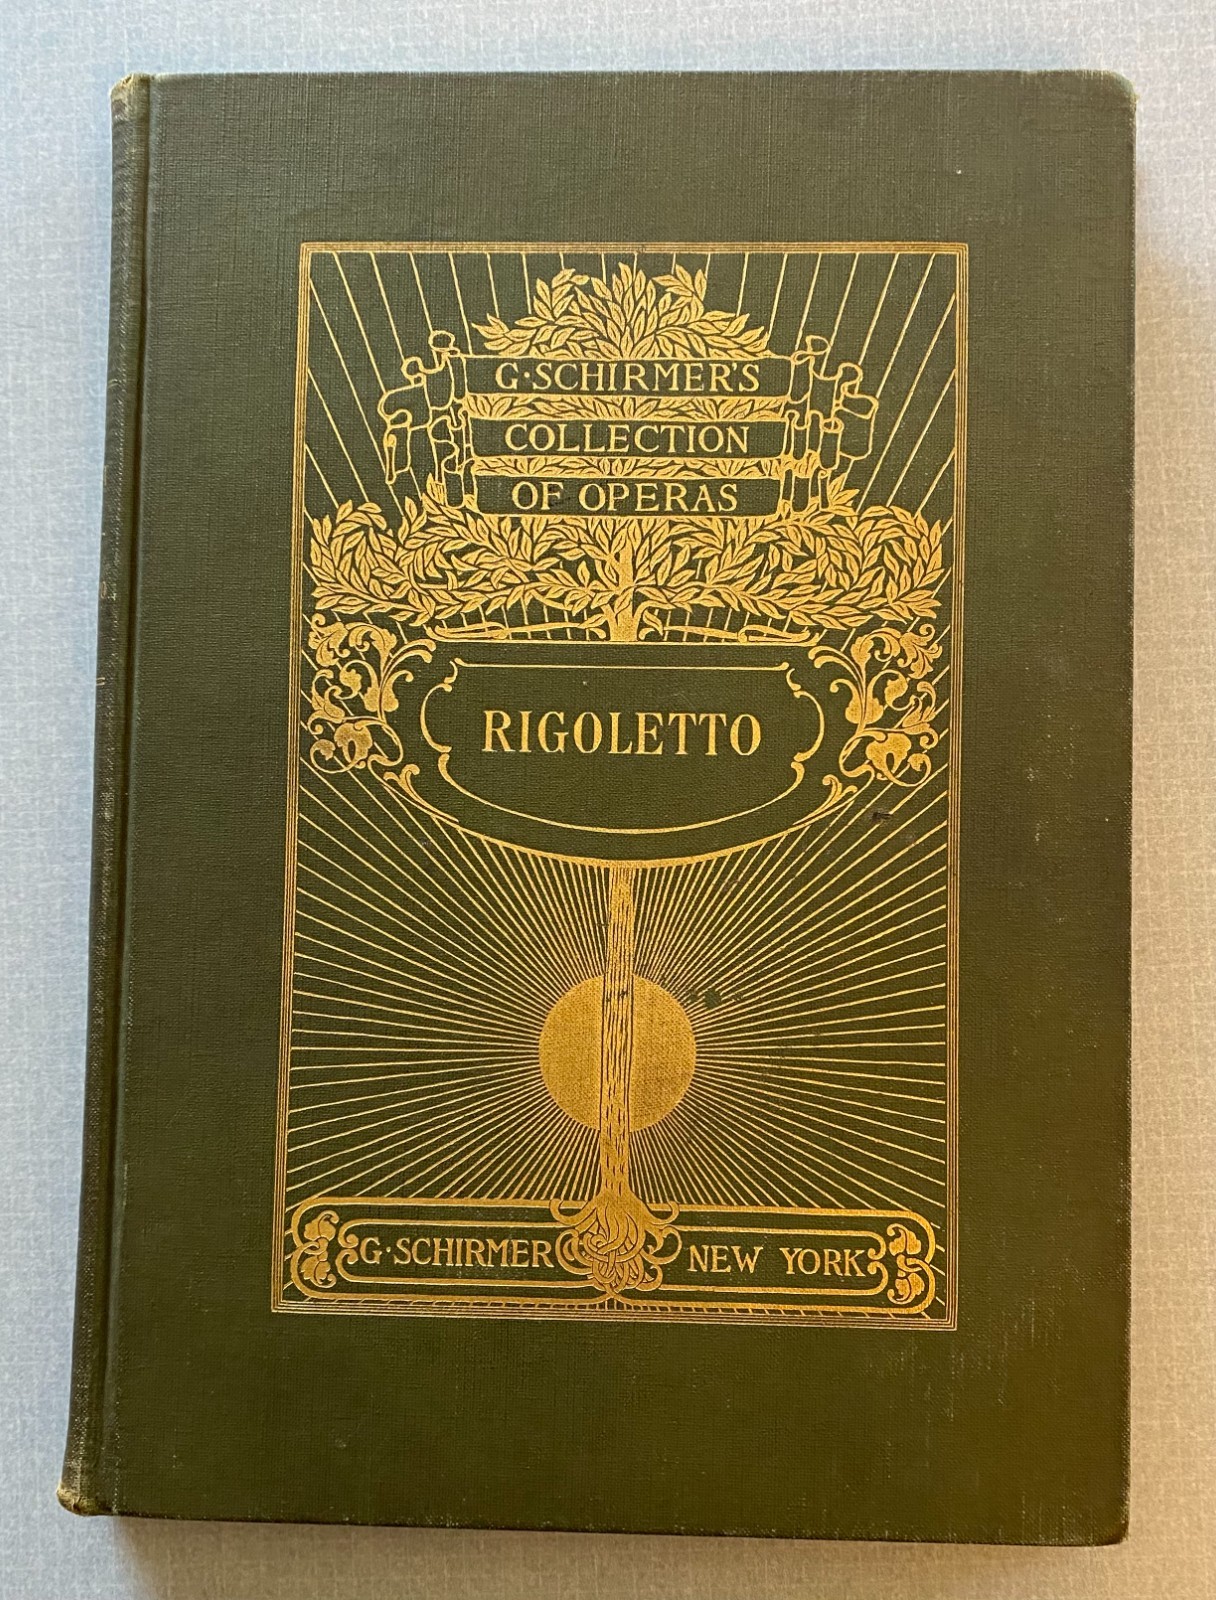 G·SCHIRMER'S
COLLECTION
OF OPERAS
RIGOLETTO
G·SCHIRMER NEW YORK